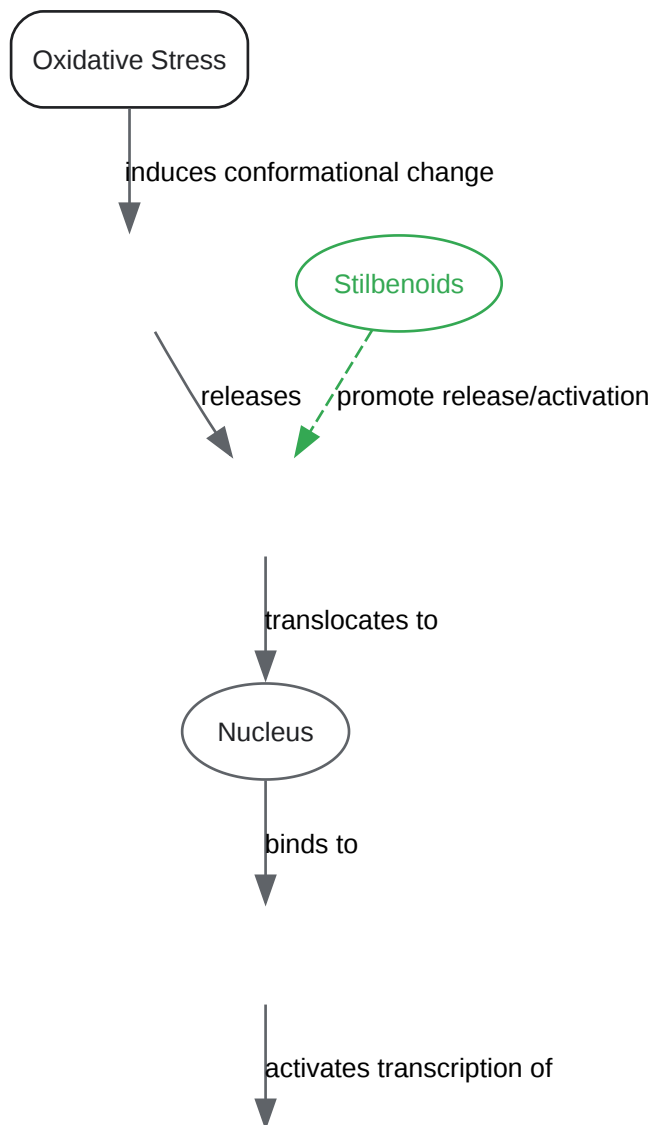 Oxidative Stress
induces conformational change
Stilbenoids
releases
promote release/activation
translocates to
Nucleus
binds to
activates transcription of